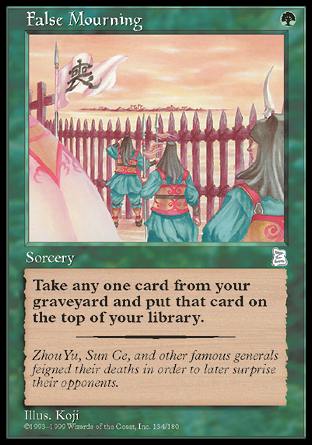 False Mourning
喪
Sorcery
Take any one card from your
graveyard and put that card on
the top of your library.
Zhou Yu, Sun Ce, and other famous generals
feigned their deaths in order to later surprise
their opponents.
Illus. Koji
©1993–1999 Wizards of the Coast, Inc. 134/180